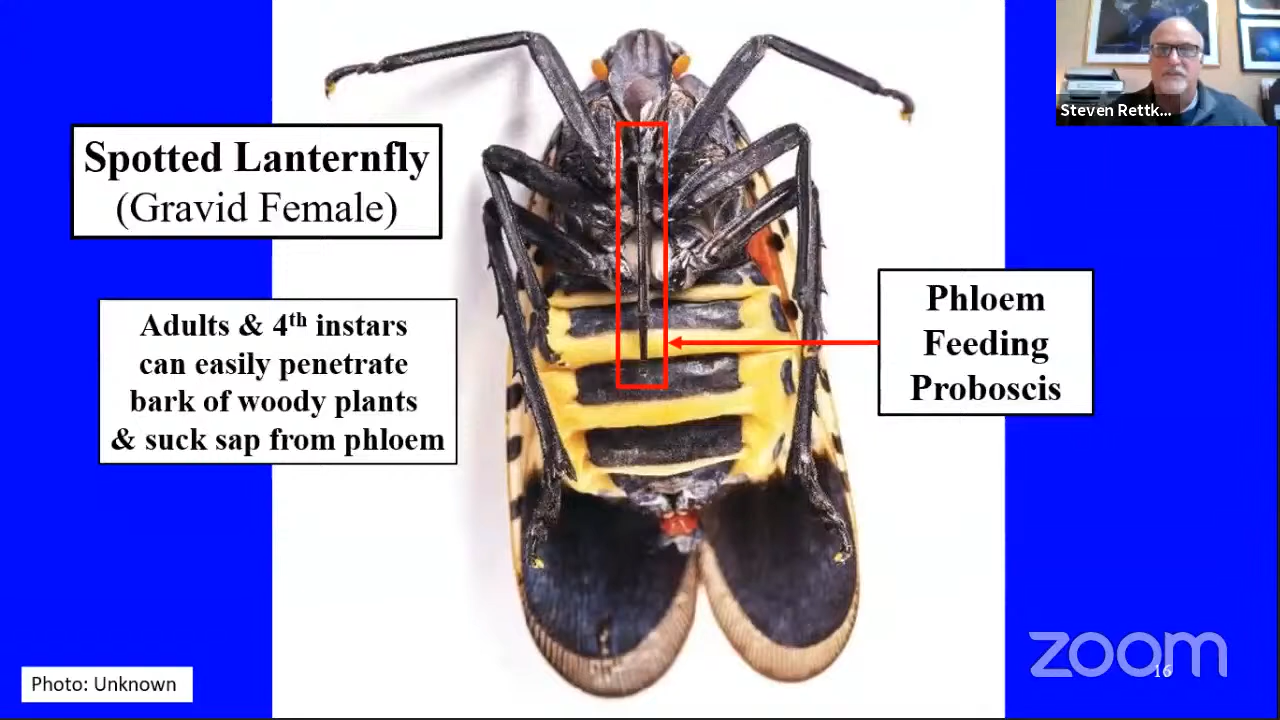 Steven Rettk...
Spotted Lanternfly
(Gravid Female)
Adults & 4th instars
can easily penetrate
bark of woody plants
& suck sap from phloem
Phloem
Feeding
Proboscis
Photo: Unknown
zoom
16